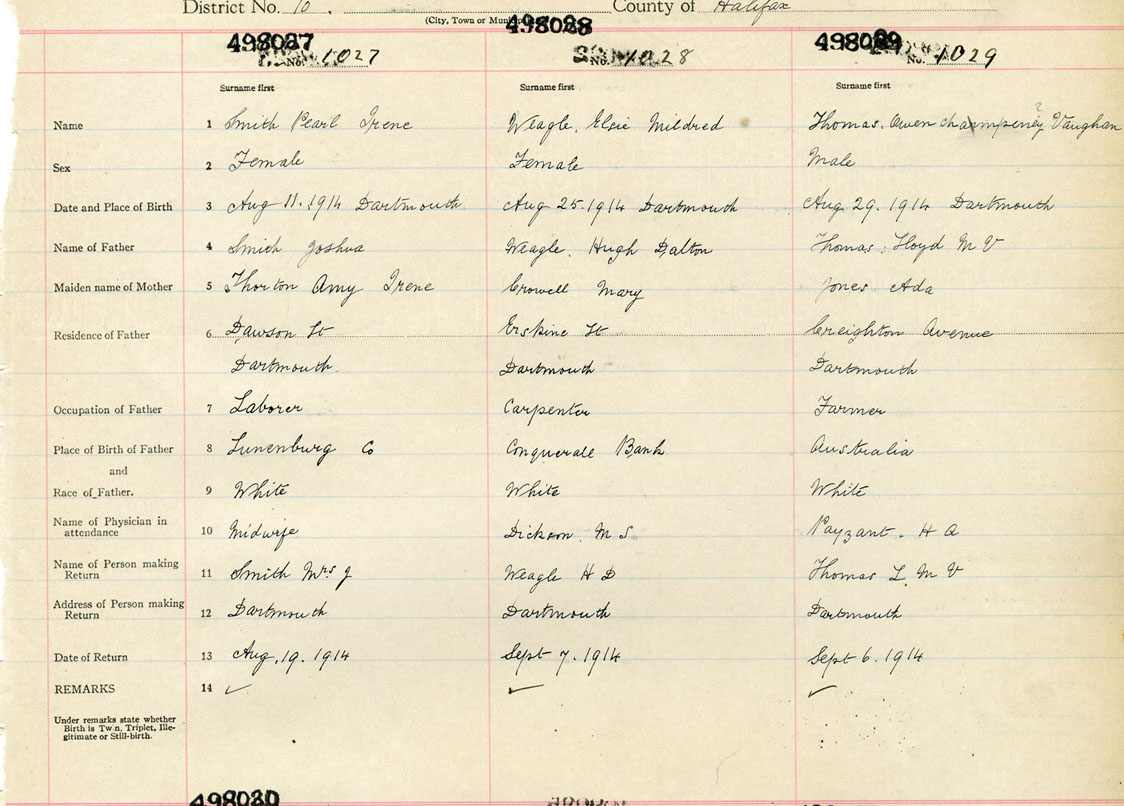 District No. 10, County of Halifax
(City, Town or
498087 498088 498089
No. 1027 No. 1028 No. 1029
Surname first Surname first Surname first
Name 1 Smith Pearl Irene Weagle, Elsie Mildred Thomas, Owen Vaughan
?
Sex 2 Female Female Male
Date and Place of Birth 3 Aug 11. 1914 Dartmouth Aug 25. 1914 Dartmouth Aug 29. 1914 Dartmouth
Name of Father 4 Smith Joshua Weagle, Hugh Dalton Thomas, Lloyd M V
Maiden name of Mother 5 Thorton Amy Irene Crowell Mary Jones Ada
Residence of Father 6 Dawson St Erskine St Creighton Avenue
Dartmouth Dartmouth Dartmouth
Occupation of Father 7 Laborer Carpenter Farmer
Place of Birth of Father 8 Lunenburg Co Conquerall Bank Australia
and
Race of Father. 9 White White White
Name of Physician in attendance 10 Midwife Dickson, M S Payzant. H A
Name of Person making Return 11 Smith Mrs J Weagle H D Thomas L. M V
Address of Person making Return 12 Dartmouth Dartmouth Dartmouth
Date of Return 13 Aug. 19. 1914 Sept 7. 1914 Sept 6. 1914
REMARKS 14 ✓ ✓ ✓
Under remarks state whether
Birth is Twin, Triplet, Ille-
gitimate or Still-birth.